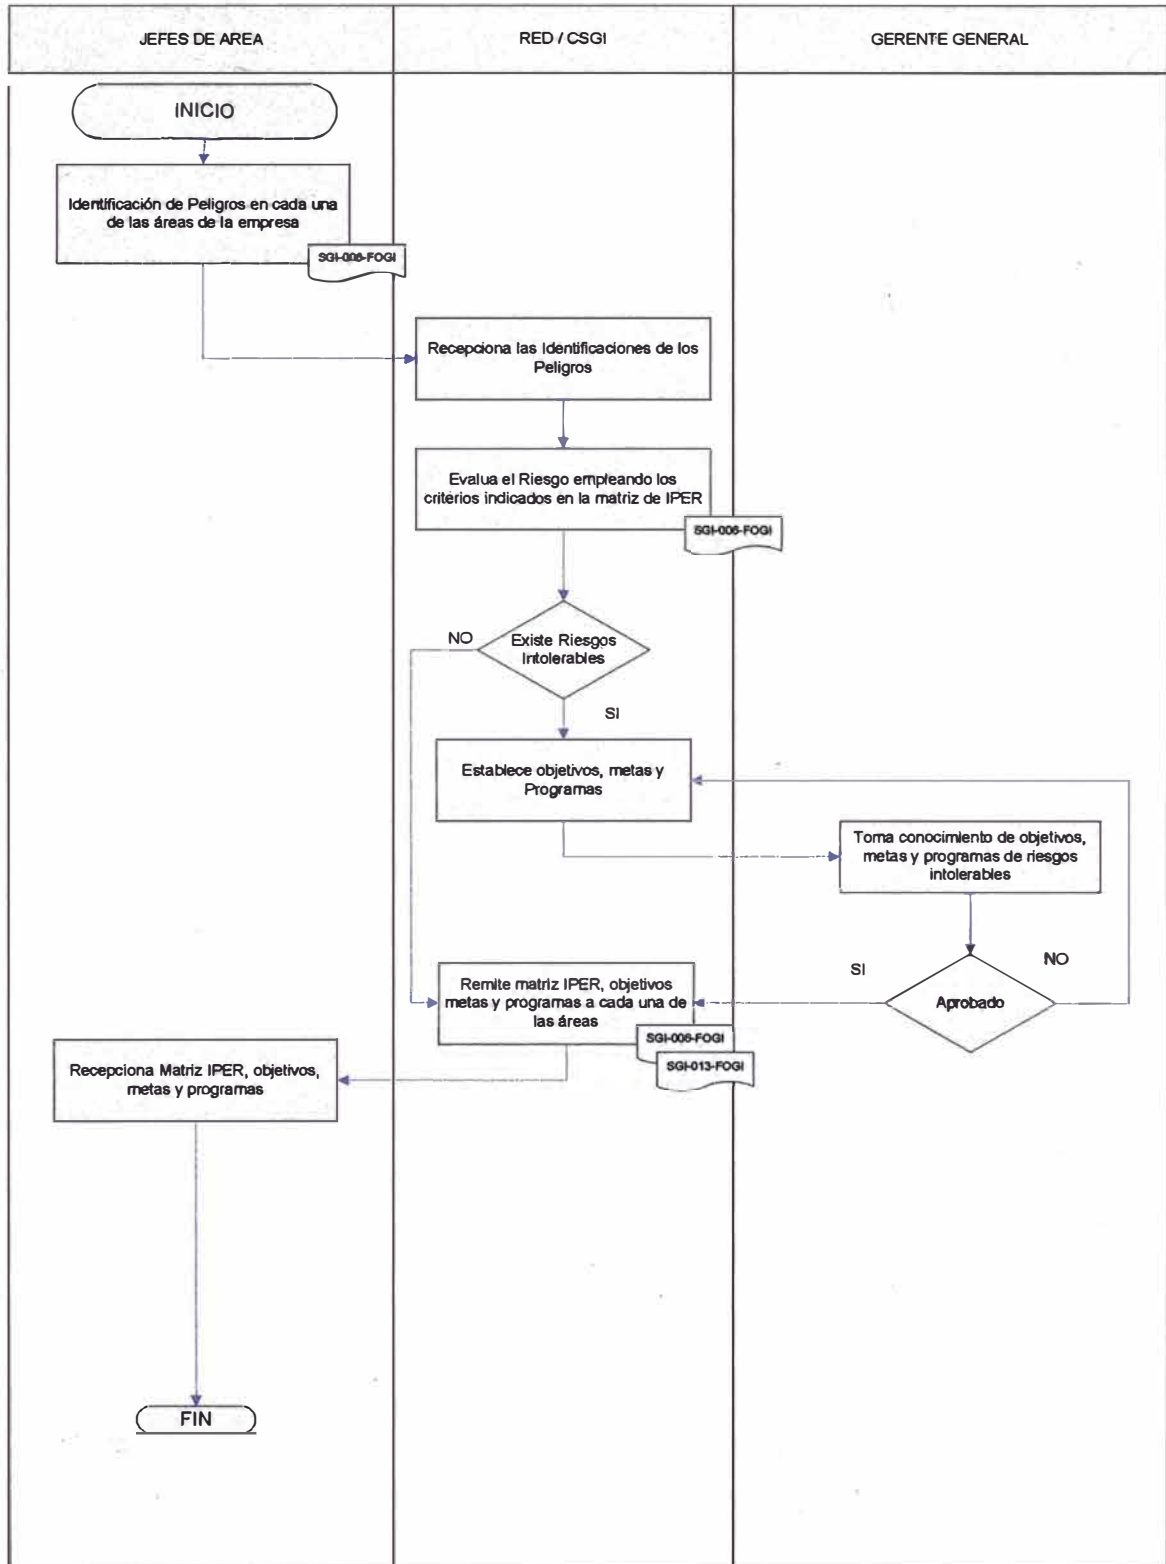 JEFES DE AREA
RED / CSGI
GERENTE GENERAL
INICIO
Identificación de Peligros en cada una
de las áreas de la empresa
SGI-006-FOGI
Recepciona las Identificaciones de los
Peligros
Evalua el Riesgo empleando los
critérios indicados en la matriz de IPER
SGI-006-FOGI
NO
Existe Riesgos
Intolerables
SI
Establece objetivos, metas y
Programas
Toma conocimiento de objetivos,
metas y programas de riesgos
intolerables
SI
NO
Aprobado
Remite matriz IPER, objetivos
metas y programas a cada una de
las áreas
SGI-006-FOGI
SGI-013-FOGI
Recepciona Matriz IPER, objetivos,
metas y programas
FIN